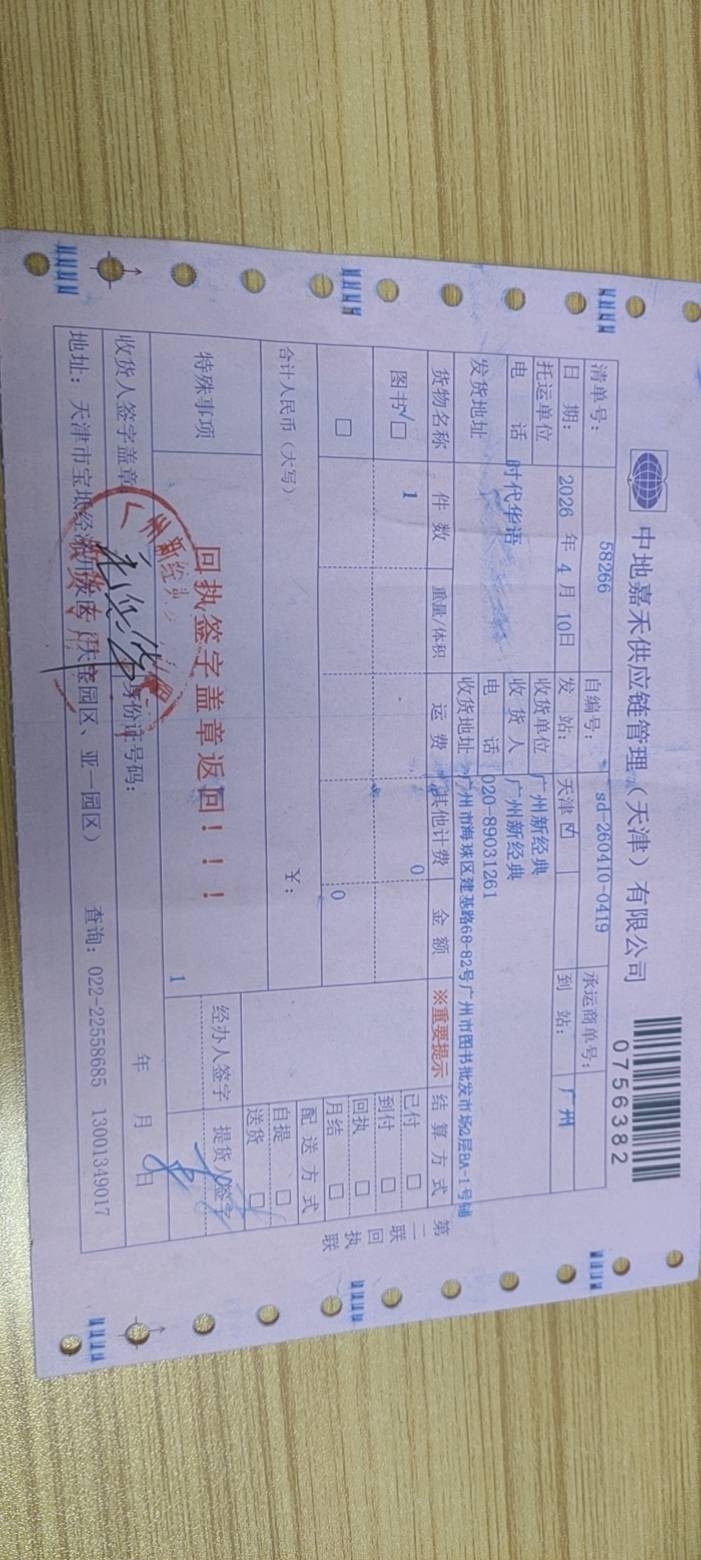 中地嘉禾供应链管理（天津）有限公司
0756382
清单号： 58266 自编号： sd-260410-0419 承运商单号：
日 期： 2026 年 4 月 10日 发 站： 天津 到 站： 广州
托运单位 时代华语 收货单位 广州新经典
收 货 人 广州新经典
电 话 电 话 020-89031261
发货地址 收货地址 广州市海珠区建基路68-82号广州市图书批发市场2层BA-1号铺
货物名称 件 数 重量/体积 运 费 其他计费 金 额 ※重要提示 结 算 方 式
图书√□ 1 0 已付 □
到付 □
□ 0 回执 □
月结 □
合计人民币（大写） ￥： 配 送 方 式
自提 □
送货 □
特殊事项 回执签字盖章返回！！！ 1 经办人签字 提货人签字
收货人签字盖章 身份证号码： 年 月 日
地址：天津市宝坻经济开发区（天宝园区、亚一园区） 查询：022-22558685 13001349017
第二联 回执联